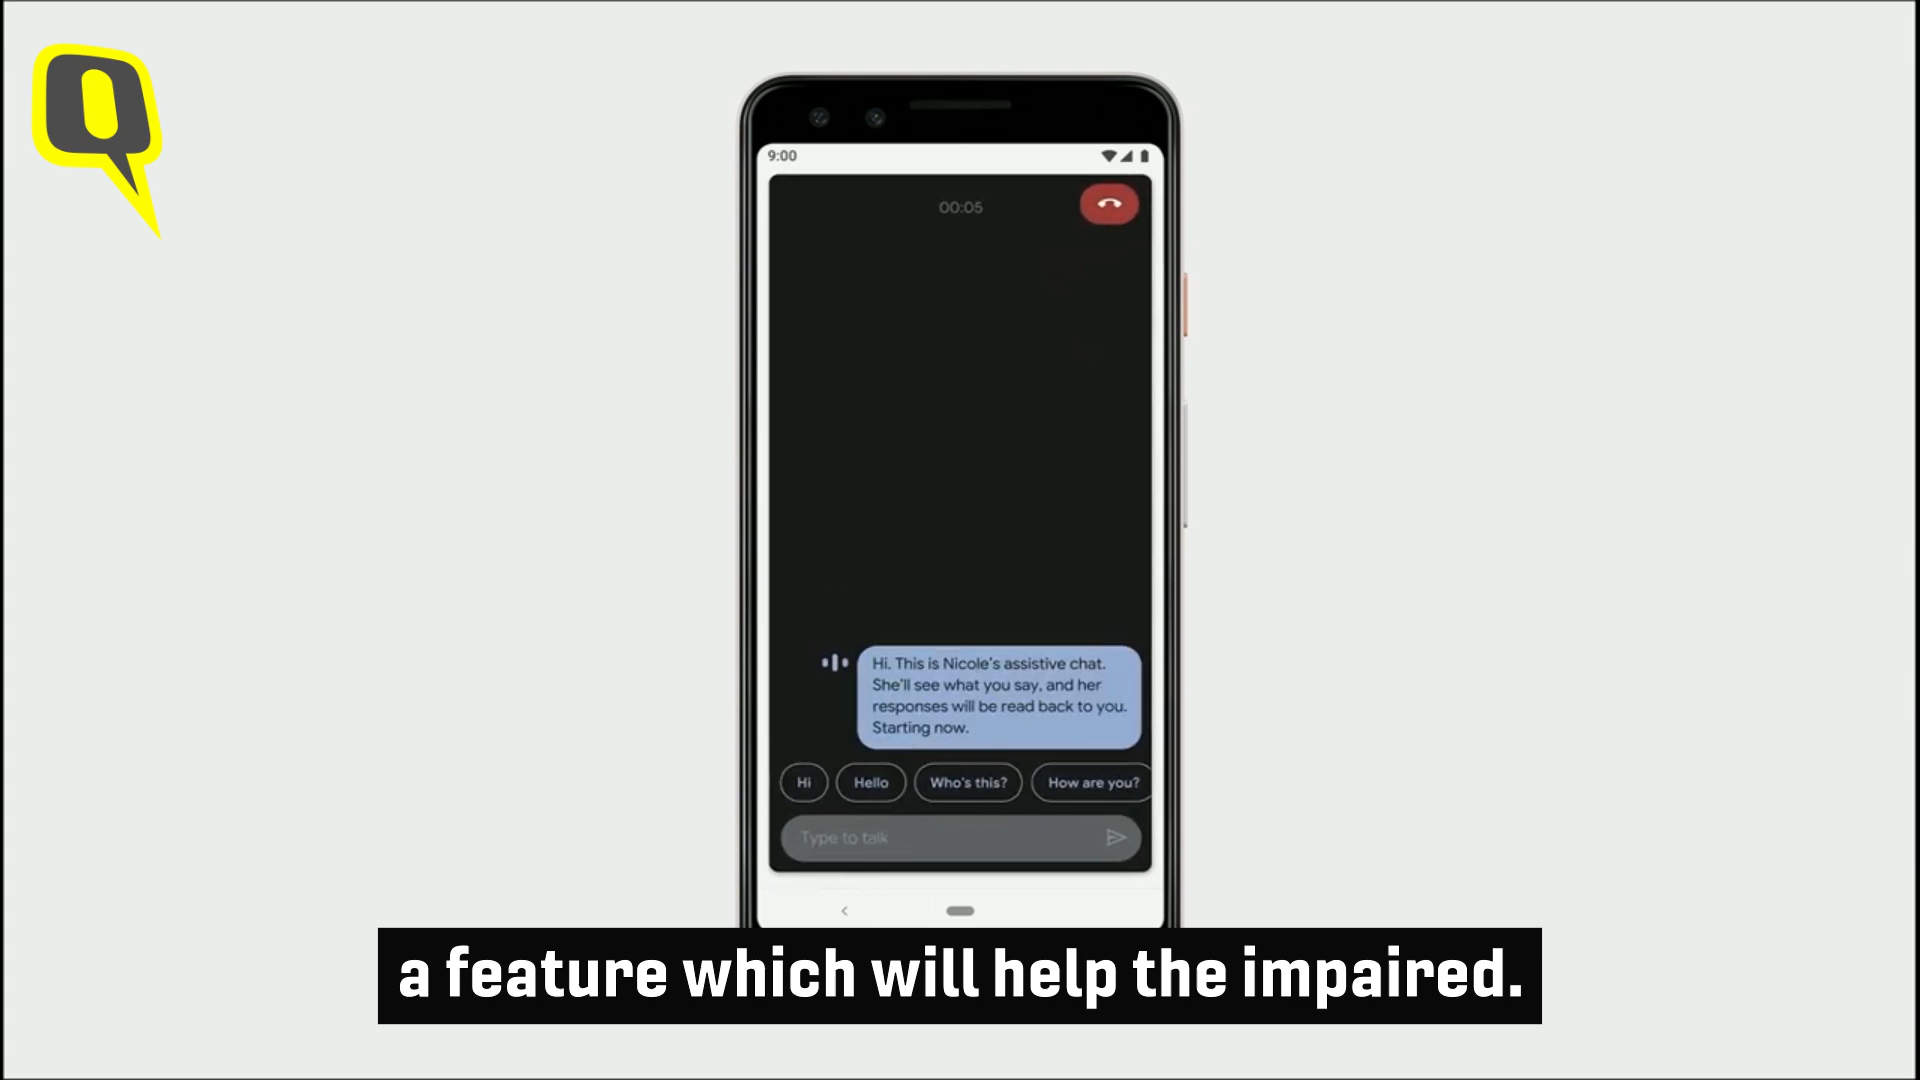 Q
9:00
00:05
Hi. This is Nicole's assistive chat.
She'll see what you say, and her
responses will be read back to you.
Starting now.
Hi
Hello
Who's this?
How are you?
Type to talk
a feature which will help the impaired.